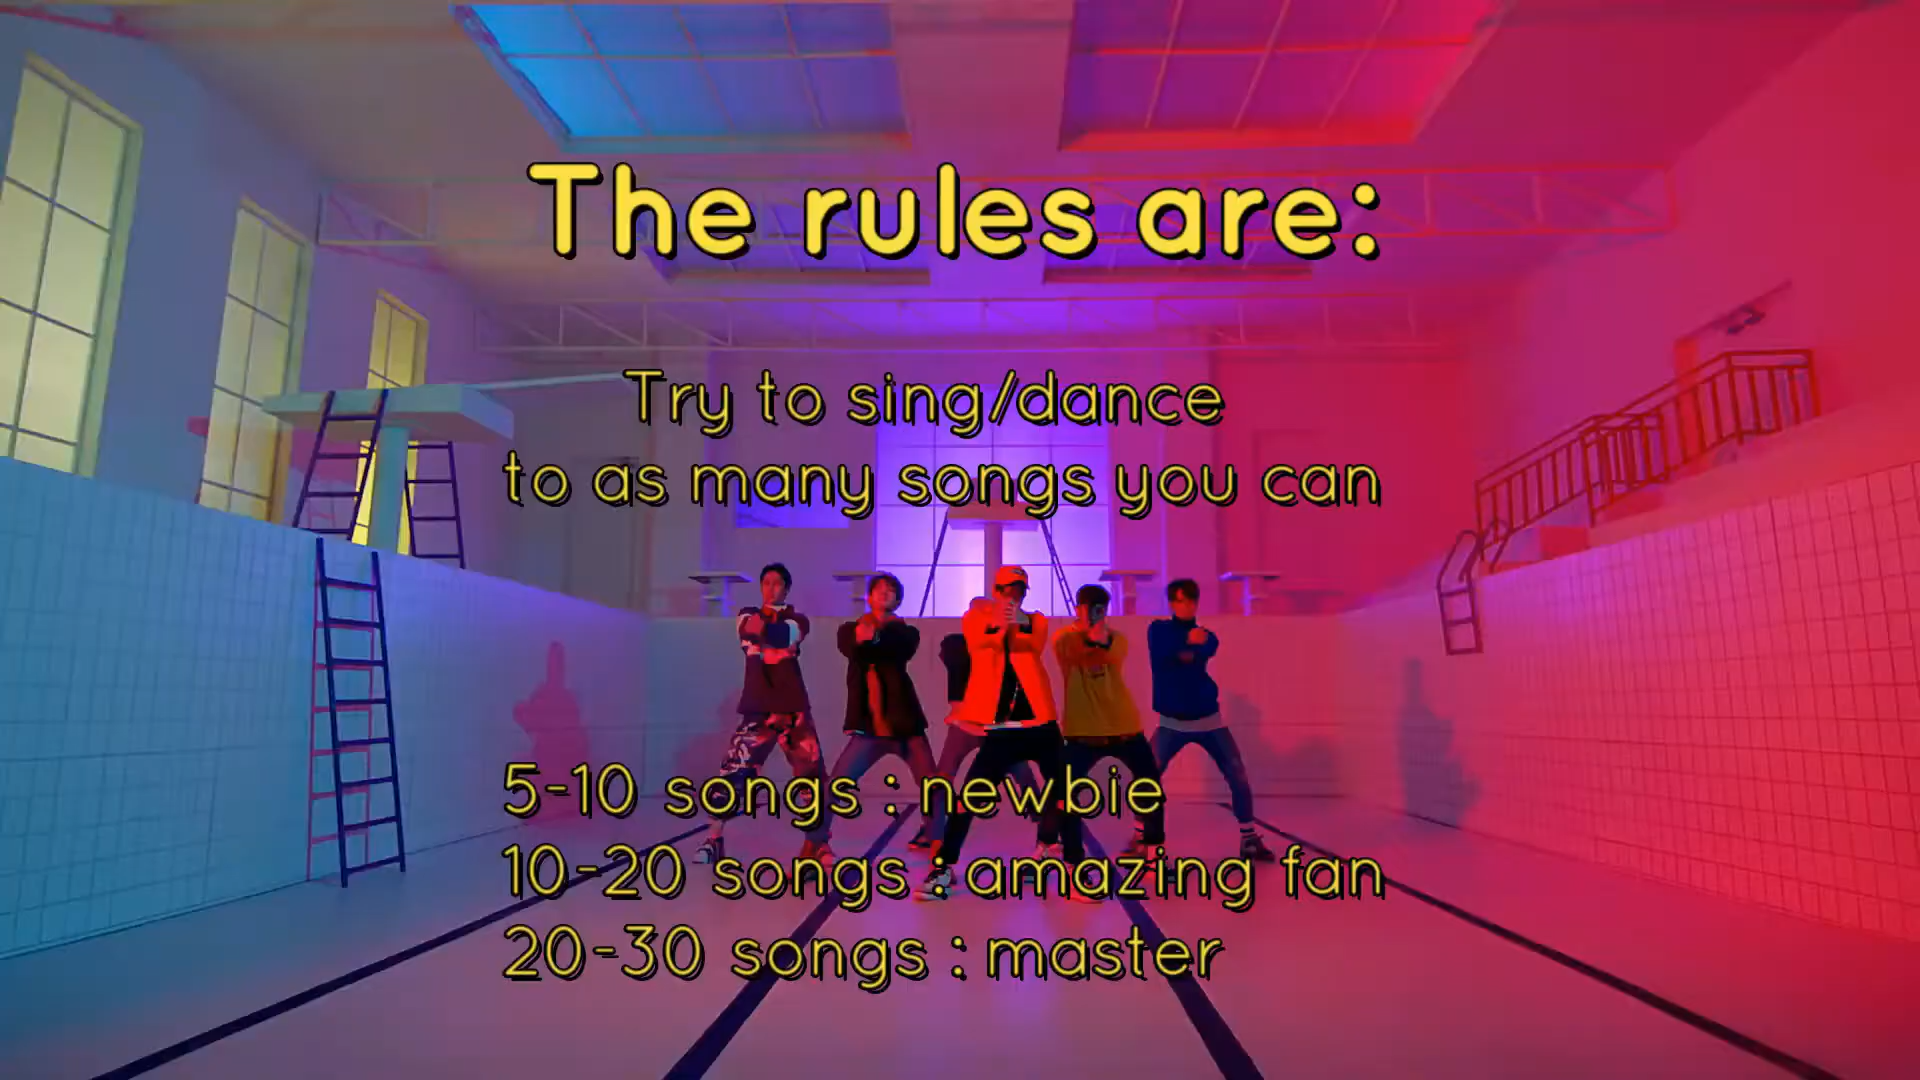 The rules are:
Try to sing/dance
to as many songs you can
5-10 songs : newbie
10-20 songs : amazing fan
20-30 songs : master